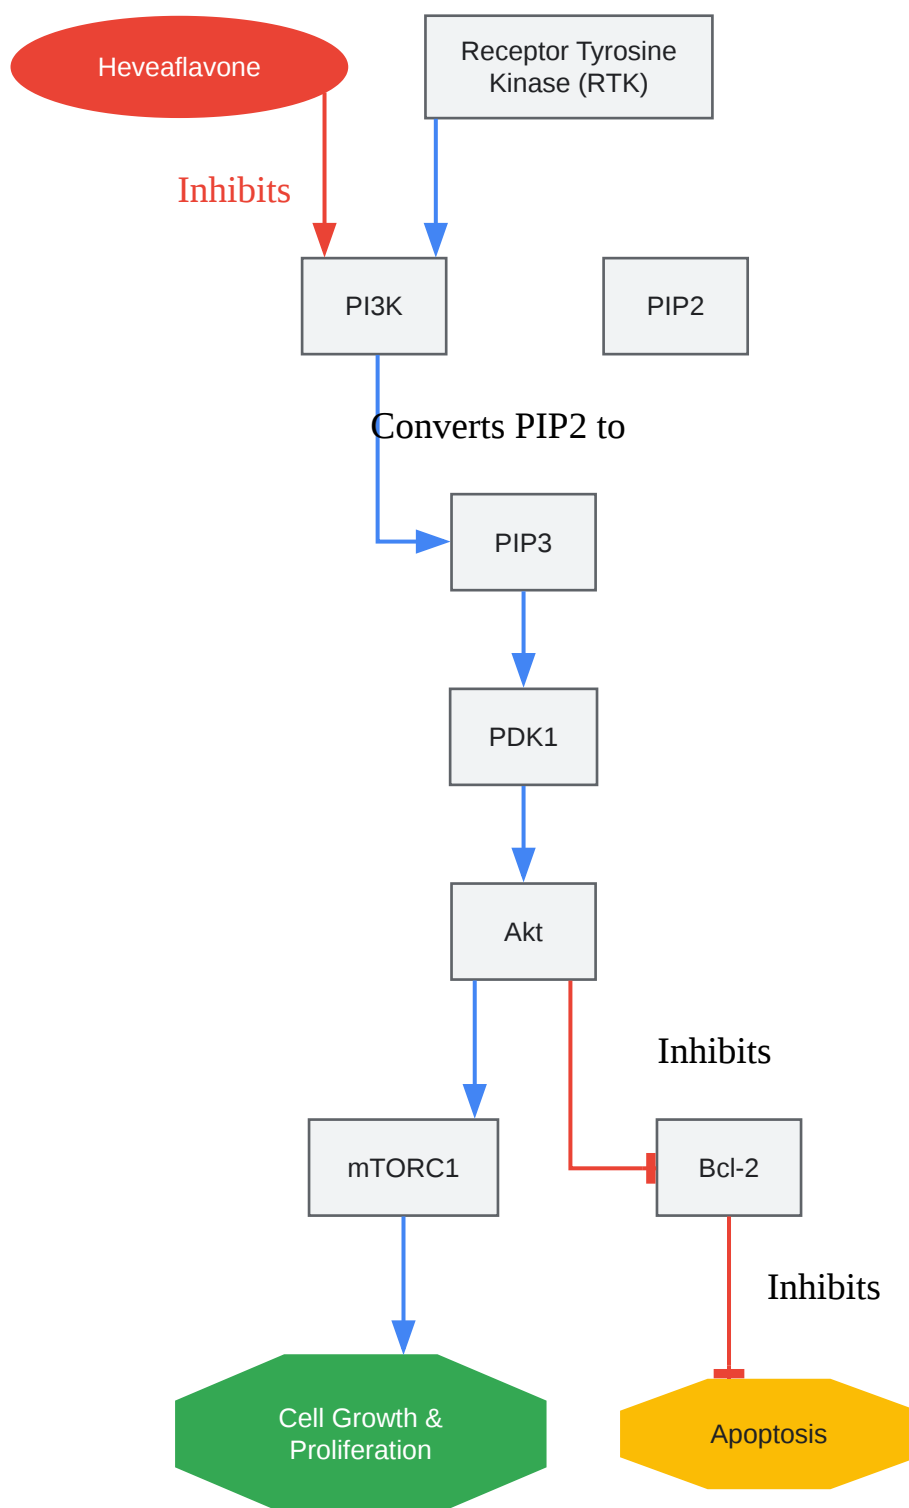 Heveaflavone
Receptor Tyrosine
Kinase (RTK)
Inhibits
PI3K
PIP2
Converts PIP2 to
PIP3
PDK1
Akt
Inhibits
mTORC1
Bcl-2
Inhibits
Cell Growth &
Proliferation
Apoptosis